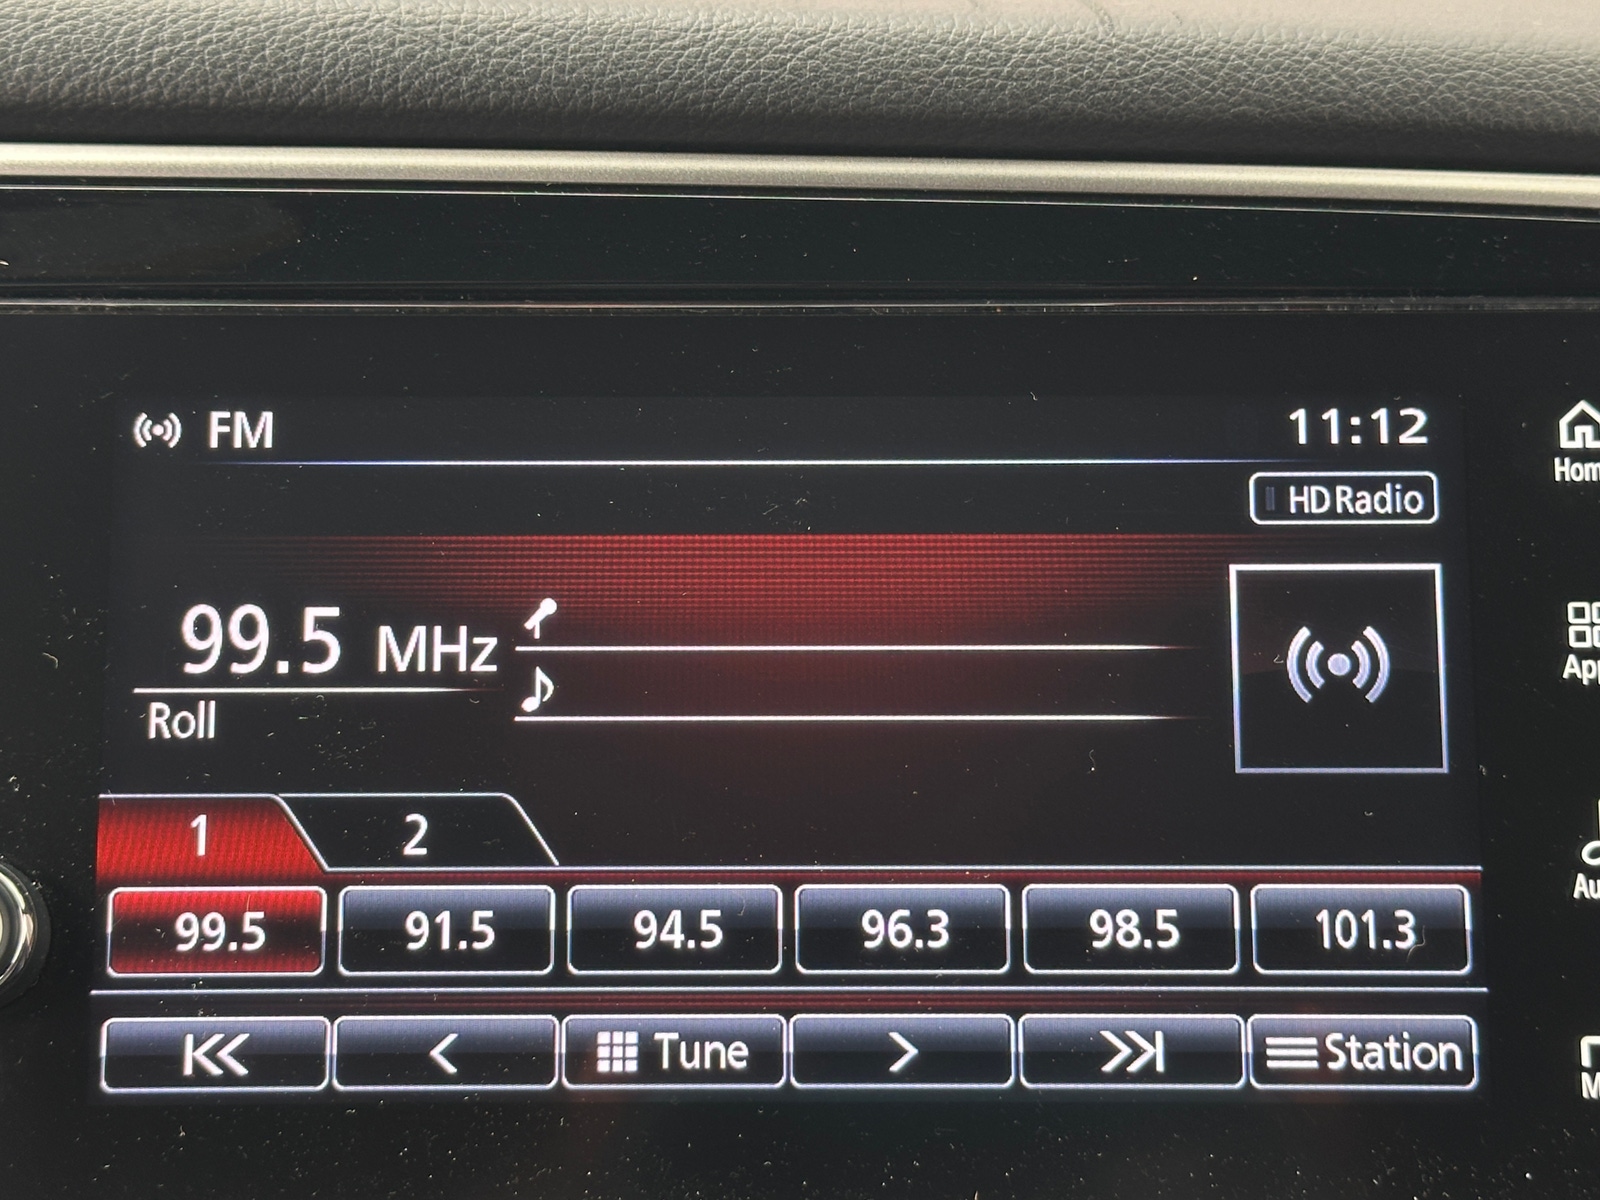 FM
11:12
HD Radio
99.5 MHz
Roll
1 2
99.5 91.5 94.5 96.3 98.5 101.3
Tune Station